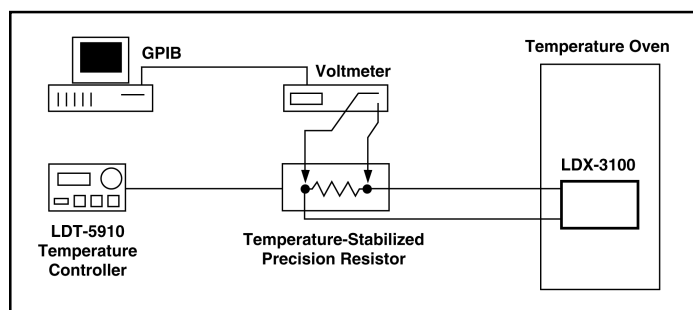 GPIB
Voltmeter
Temperature Oven
LDX-3100
LDT-5910
Temperature
Controller
Temperature-Stabilized
Precision Resistor